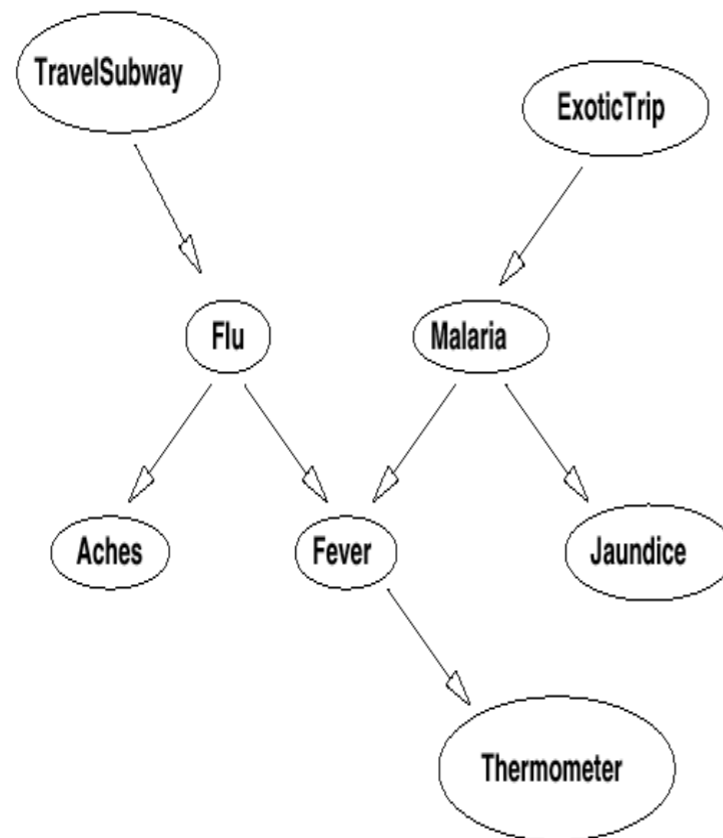 TravelSubway
ExoticTrip
Flu
Malaria
Aches
Fever
Jaundice
Thermometer